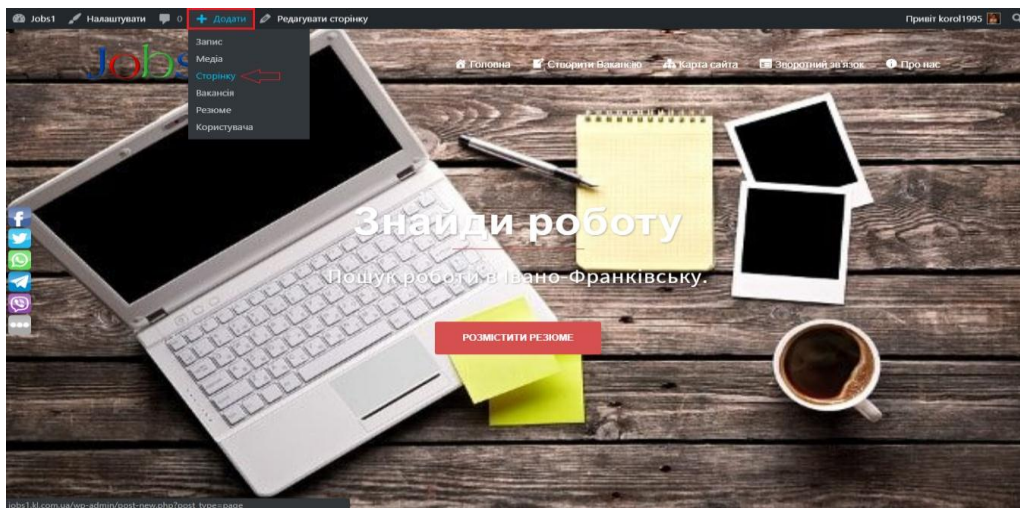 Jobs1 Налаштувати 0 + Додати Редагувати сторінку Привіт korol1995
Запис
Медіа
Сторінку
Вакансія
Резюме
Користувача
Jobs
Головна Створити Вакансію Карта сайта Зворотний зв'язок Про нас
Знайди роботу
Пошук роботи в Івано-Франківську.
РОЗМІСТИТИ РЕЗЮМЕ
jobs1.kl.com.ua/wp-admin/post-new.php?post_type=page